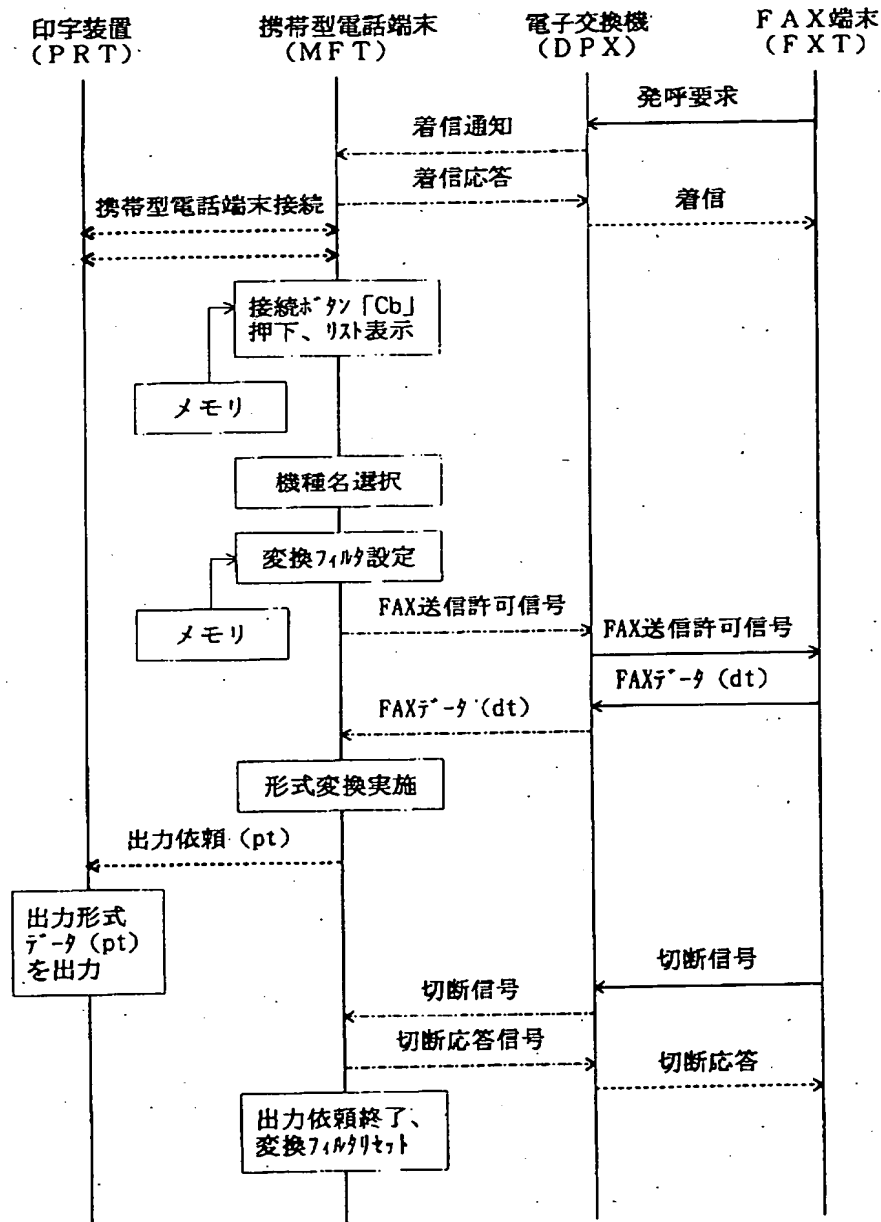 印字装置
(PRT)
携帯型電話端末
(MFT)
電子交換機
(DPX)
FAX端末
(FXT)
発呼要求
着信通知
着信応答
着信
携帯型電話端末接続
接続ボタン「Cb」
押下、リスト表示
メモリ
機種名選択
変換フィルタ設定
メモリ
FAX送信許可信号
FAX送信許可信号
FAXデータ(dt)
FAXデータ(dt)
形式変換実施
出力依頼(pt)
出力形式
データ(pt)
を出力
切断信号
切断信号
切断応答信号
切断応答
出力依頼終了、
変換フィルタリセット